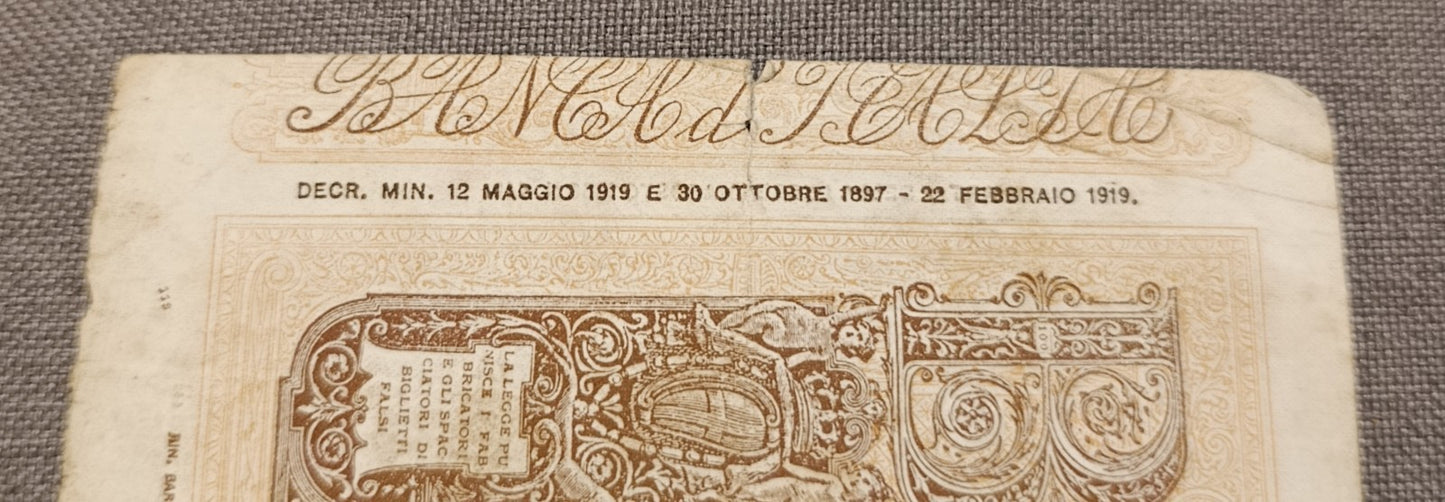 BANCA d'ITALIA
DECR. MIN. 12 MAGGIO 1919 E 30 OTTOBRE 1897 - 22 FEBBRAIO 1919.
LA LEGGE PU
NISCE I FAB
BRICATORI
E GLI SPAC
CIATORI DI
BIGLIETTI
FALSI